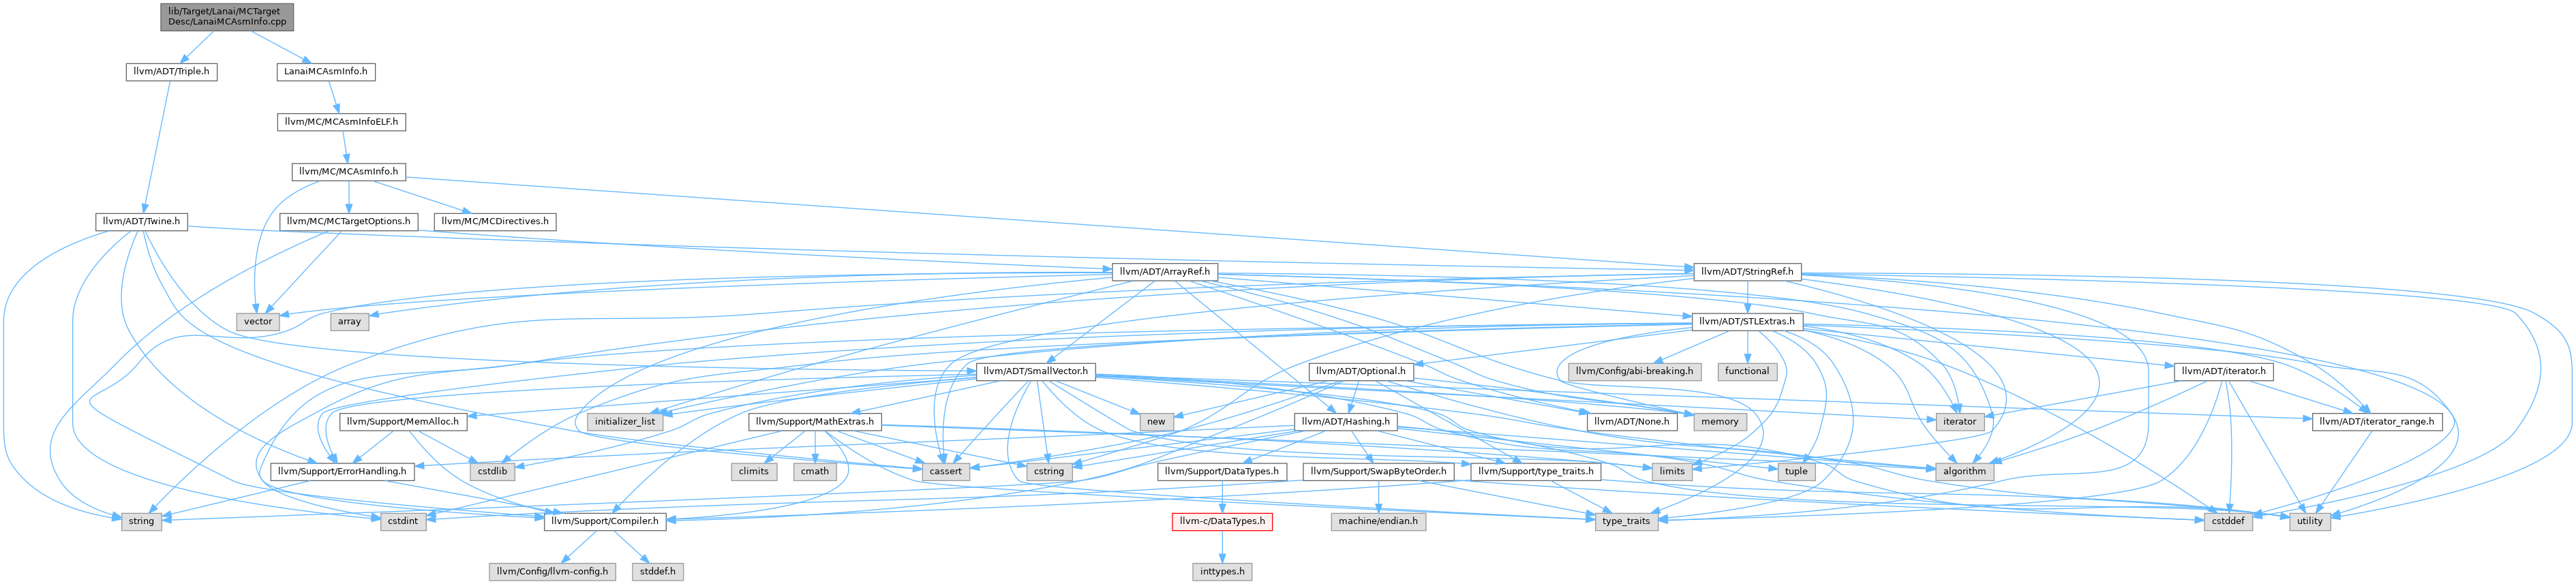 lib/Target/Lanai/MCTarget
Desc/LanaiMCAsmInfo.cpp
llvm/ADT/Triple.h
LanaiMCAsmInfo.h
llvm/MC/MCAsmInfoELF.h
llvm/MC/MCAsmInfo.h
llvm/ADT/Twine.h
llvm/MC/MCTargetOptions.h
llvm/MC/MCDirectives.h
llvm/ADT/ArrayRef.h
llvm/ADT/StringRef.h
vector
array
llvm/ADT/STLExtras.h
llvm/ADT/SmallVector.h
llvm/ADT/Optional.h
llvm/Config/abi-breaking.h
functional
llvm/ADT/iterator.h
llvm/Support/MemAlloc.h
initializer_list
llvm/Support/MathExtras.h
new
llvm/ADT/Hashing.h
llvm/ADT/None.h
memory
iterator
llvm/ADT/iterator_range.h
llvm/Support/ErrorHandling.h
cstdlib
climits
cmath
cassert
cstring
llvm/Support/DataTypes.h
llvm/Support/SwapByteOrder.h
llvm/Support/type_traits.h
limits
tuple
algorithm
string
cstdint
llvm/Support/Compiler.h
llvm-c/DataTypes.h
machine/endian.h
type_traits
cstddef
utility
llvm/Config/llvm-config.h
stddef.h
inttypes.h